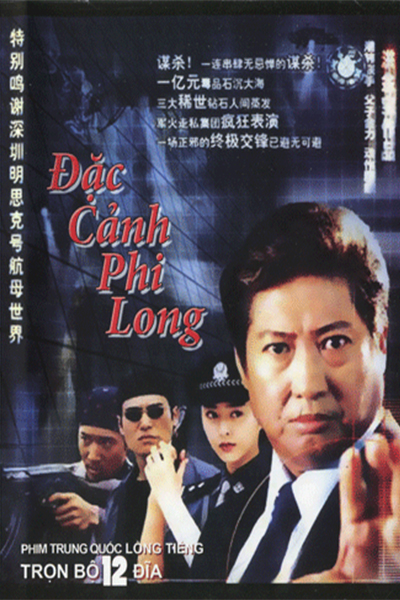 特别鸣谢深圳明思克号航母世界
谋杀!一连串肆无忌惮的谋杀!
一亿元毒品石沉大海
三大稀世钻石人间蒸发
军火走私集团疯狂表演
一场正邪的终极交锋已避无可避
Đặc
Cảnh
Phi
Long
PHIM TRUNG QUỐC LỒNG TIẾNG
TRỌN BỘ 12 ĐĨA